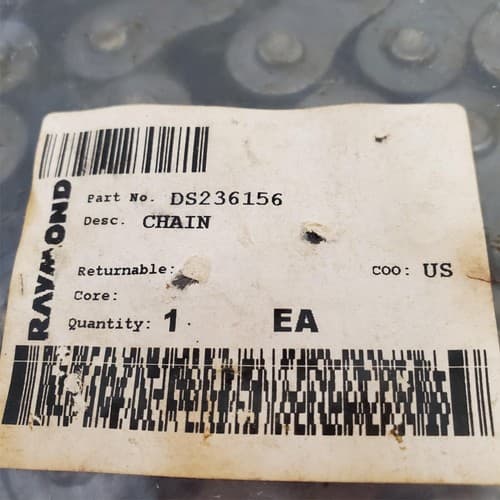 RAYMOND
Part No. DS236156
Desc. CHAIN
Returnable: COO: US
Core:
Quantity: 1 EA